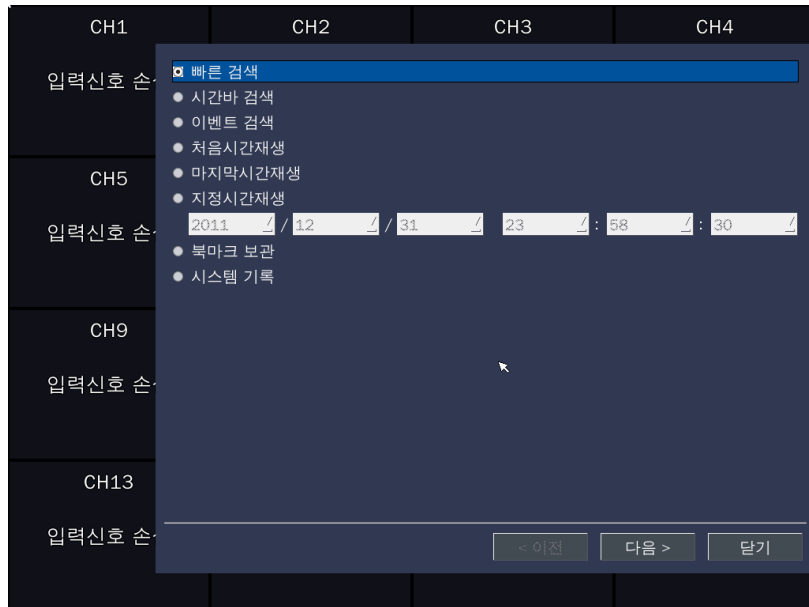 CH1 CH2 CH3 CH4
입력신호 손
빠른 검색
시간바 검색
이벤트 검색
처음시간재생
마지막시간재생
CH5
지정시간재생
입력신호 손
2011 / 12 / 31 23 : 58 : 30
북마크 보관
시스템 기록
CH9
입력신호 손
CH13
입력신호 손
< 이전 다음 > 닫기